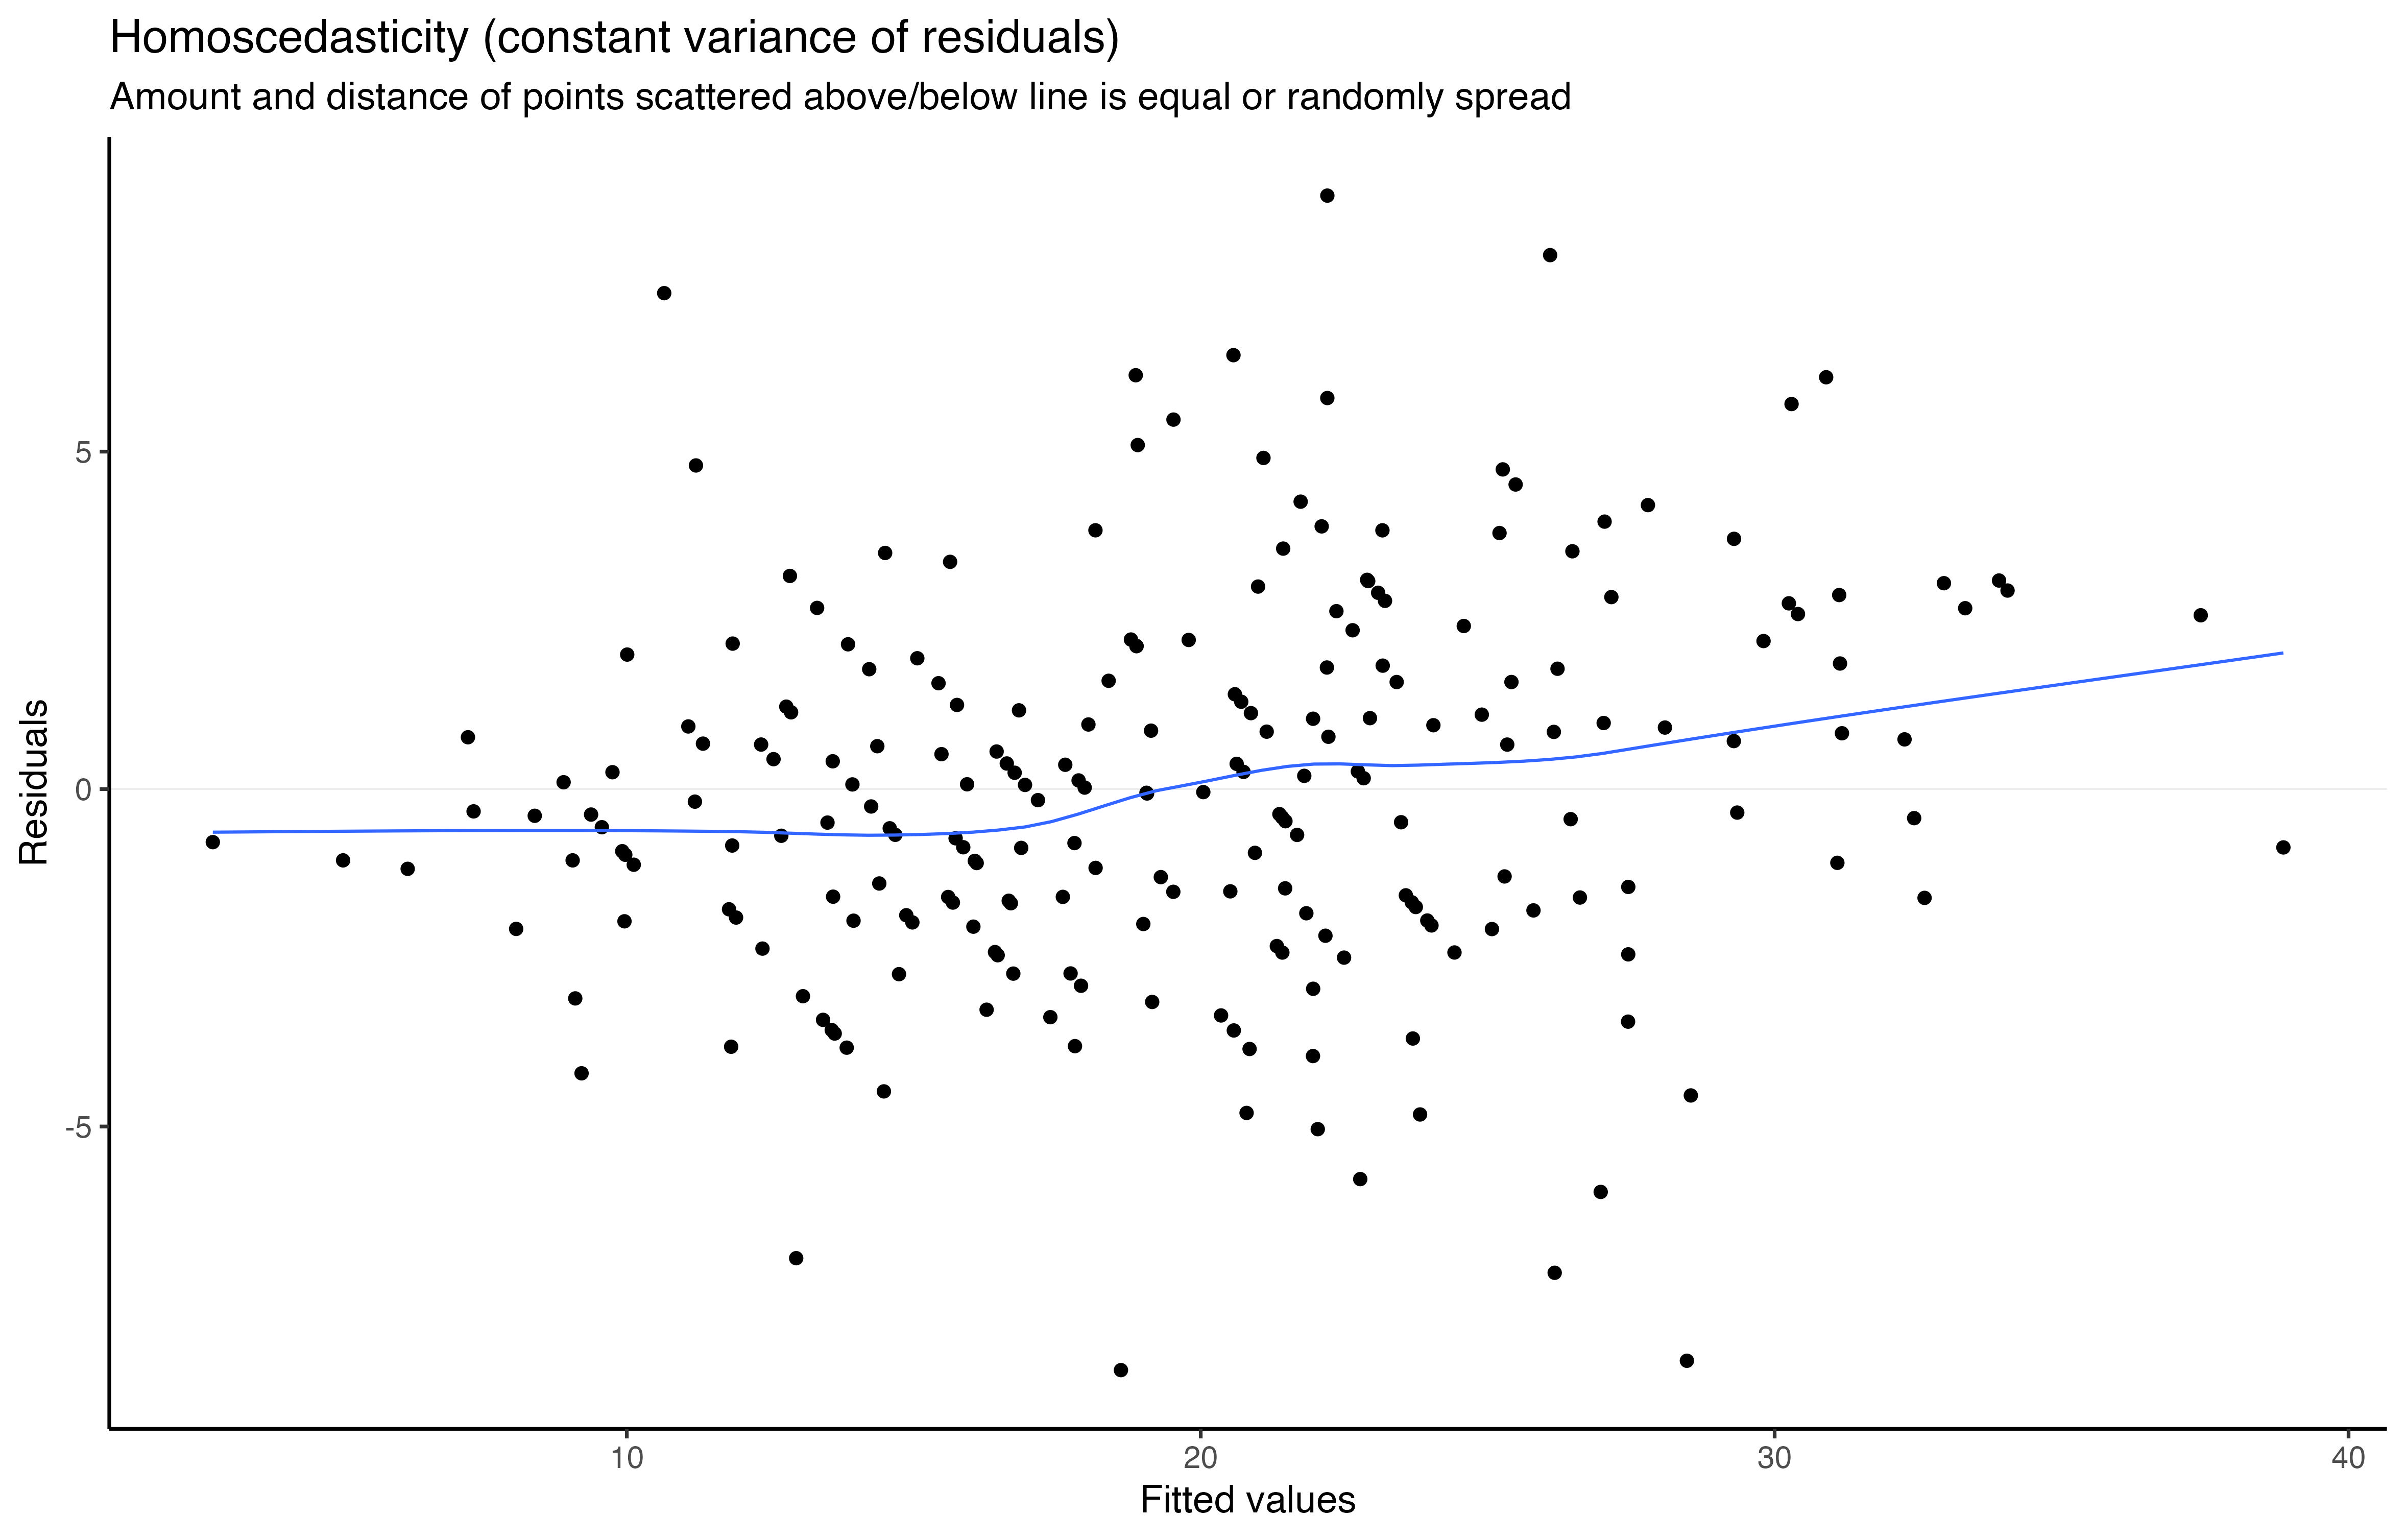 Homoscedasticity (constant variance of residuals)
Amount and distance of points scattered above/below line is equal or randomly spread
Residuals
5
0
-5
10
20
30
40
Fitted values